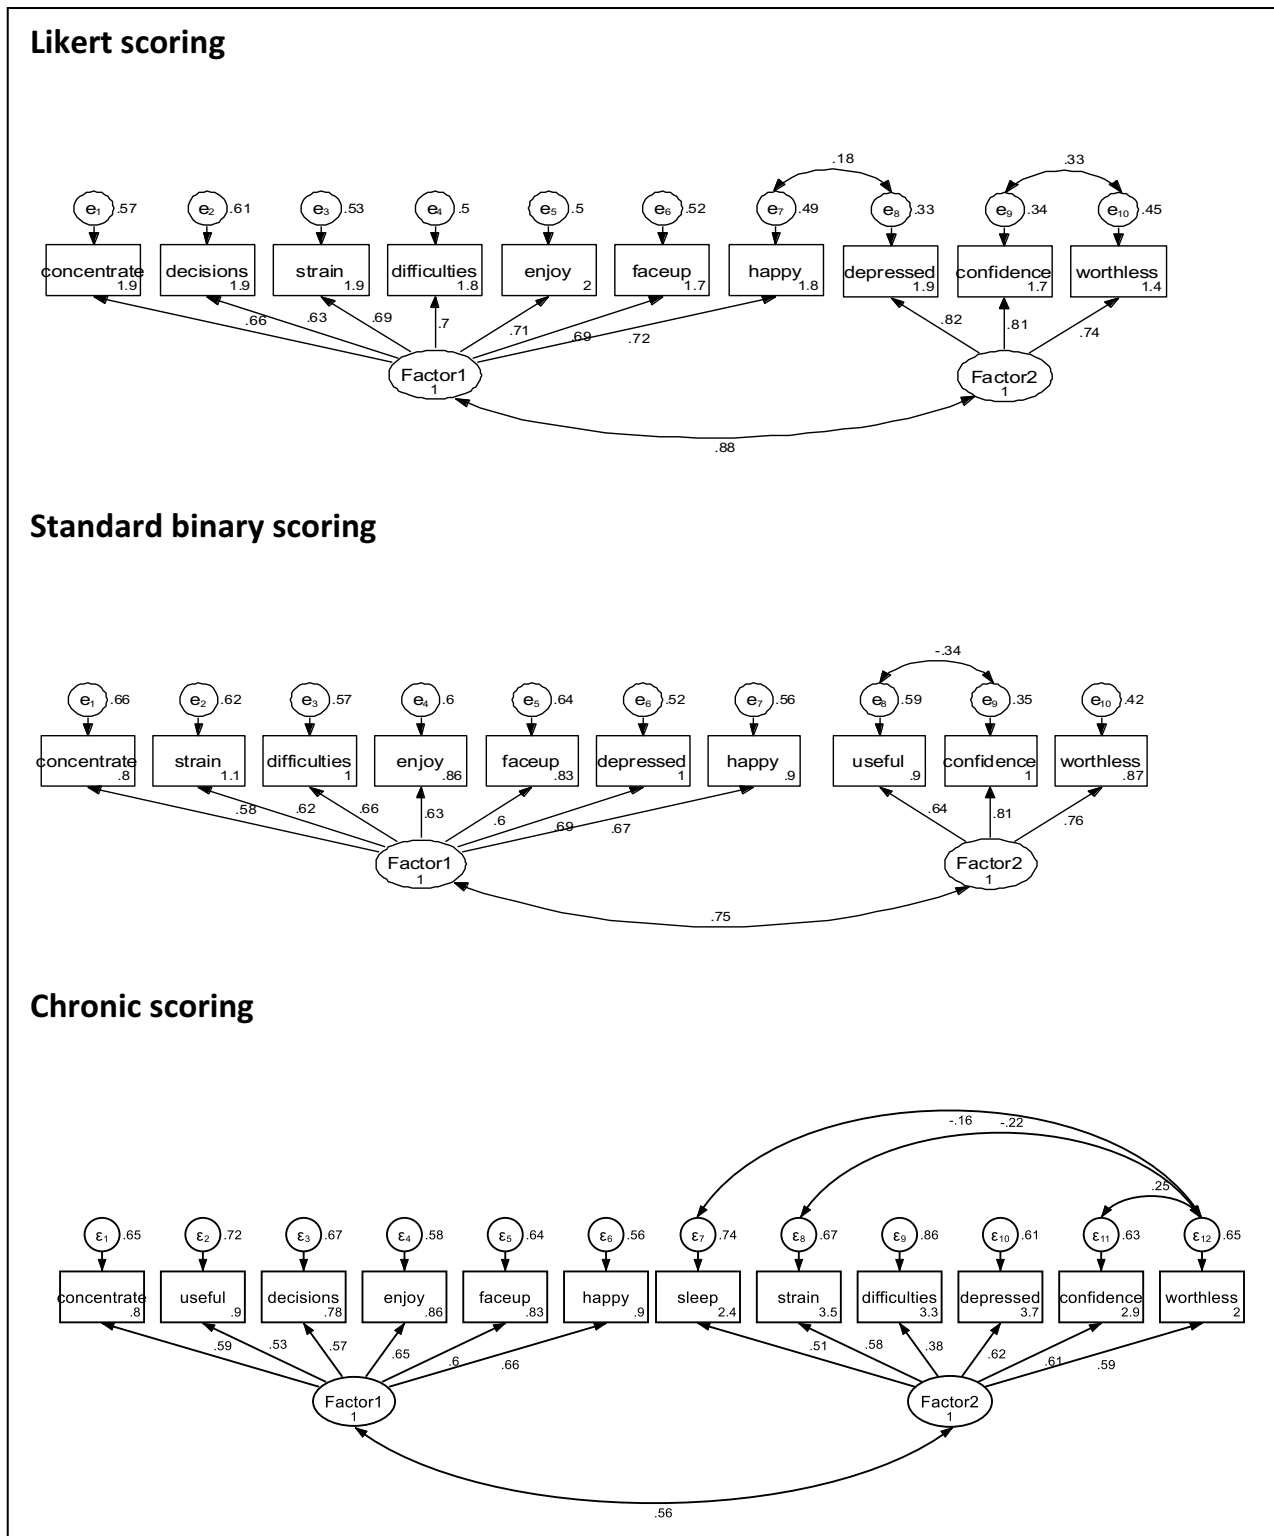 Likert scoring
.18 .33
e1 .57 e2 .61 e3 .53 e4 .5 e5 .5 e6 .52 e7 .49 e8 .33 e9 .34 e10 .45
concentrate decisions strain difficulties enjoy faceup happy depressed confidence worthless
1.9 1.9 1.9 1.8 2 1.7 1.8 1.9 1.7 1.4
.66 .63 .69 .7 .71 .69 .72 .82 .81 .74
Factor1 Factor2
1 1
.88
Standard binary scoring
-.34
e1 .66 e2 .62 e3 .57 e4 .6 e5 .64 e6 .52 e7 .56 e8 .59 e9 .35 e10 .42
concentrate strain difficulties enjoy faceup depressed happy useful confidence worthless
.8 1.1 1 .86 .83 1 .9 .9 1 .87
.58 .62 .66 .63 .6 .69 .67 .64 .81 .76
Factor1 Factor2
1 1
.75
Chronic scoring
-.16 -.22
.25
ε1 .65 ε2 .72 ε3 .67 ε4 .58 ε5 .64 ε6 .56 ε7 .74 ε8 .67 ε9 .86 ε10 .61 ε11 .63 ε12 .65
concentrate useful decisions enjoy faceup happy sleep strain difficulties depressed confidence worthless
.8 .9 .78 .86 .83 .9 2.4 3.5 3.3 3.7 2.9 2
.59 .53 .57 .65 .6 .66 .51 .58 .38 .62 .61 .59
Factor1 Factor2
1 1
.56